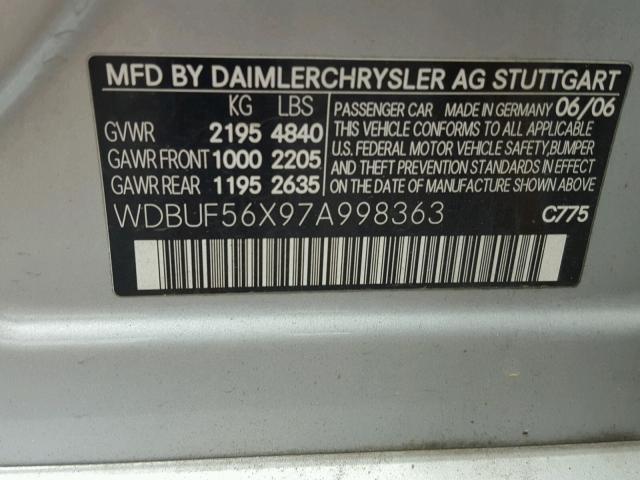 MFD BY DAIMLERCHRYSLER AG STUTTGART
KG LBS
GVWR 2195 4840
GAWR FRONT 1000 2205
GAWR REAR 1195 2635
PASSENGER CAR MADE IN GERMANY 06/06
THIS VEHICLE CONFORMS TO ALL APPLICABLE
U.S. FEDERAL MOTOR VEHICLE SAFETY, BUMPER
AND THEFT PREVENTION STANDARDS IN EFFECT
ON THE DATE OF MANUFACTURE SHOWN ABOVE.
WDBUF56X97A998363 C775